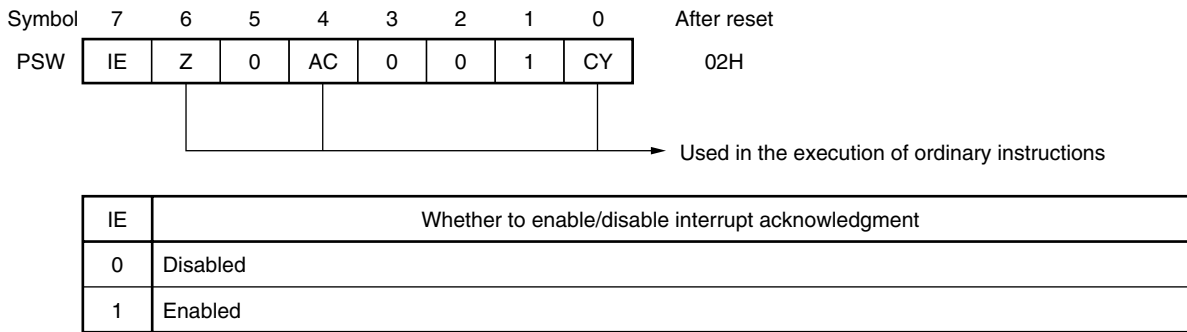 Symbol 7 6 5 4 3 2 1 0 After reset
PSW IE Z 0 AC 0 0 1 CY 02H
Used in the execution of ordinary instructions
IE Whether to enable/disable interrupt acknowledgment
0 Disabled
1 Enabled